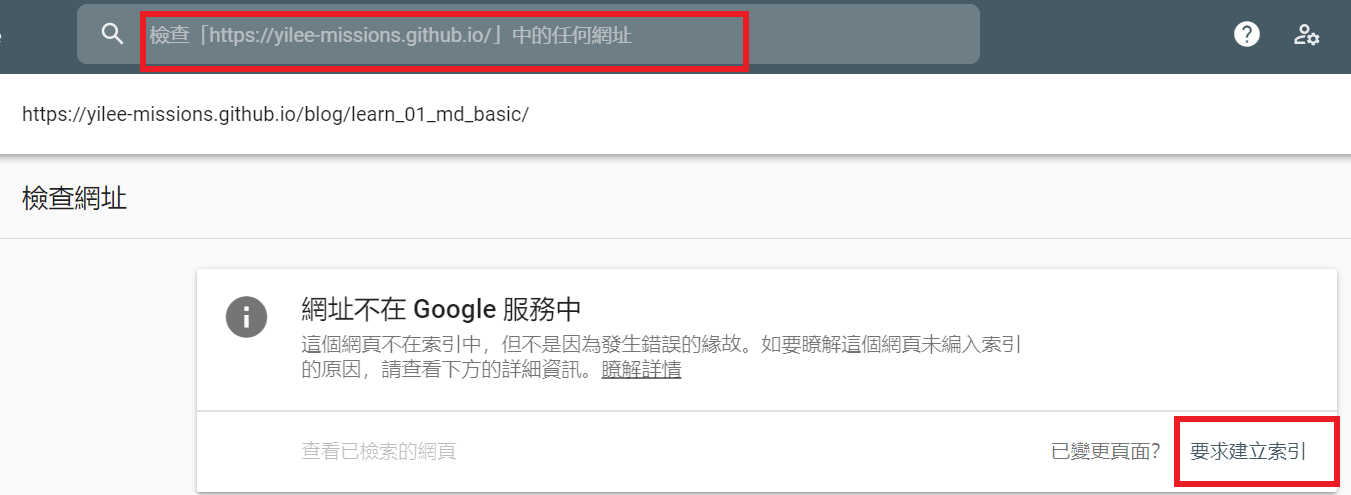 檢查「https://yilee-missions.github.io/」中的任何網址
https://yilee-missions.github.io/blog/learn_01_md_basic/
檢查網址
網址不在 Google 服務中
這個網頁不在索引中，但不是因為發生錯誤的緣故。如要瞭解這個網頁未編入索引
的原因，請查看下方的詳細資訊。瞭解詳情
查看已檢索的網頁 已變更頁面？ 要求建立索引